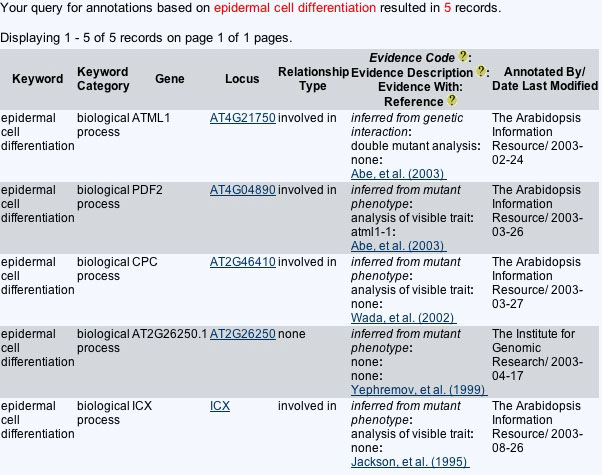 Your query for annotations based on epidermal cell differentiation resulted in 5 records.
Displaying 1 - 5 of 5 records on page 1 of 1 pages.
Keyword
Keyword
Category
Gene
Locus
Relationship
Type
Evidence Code ?:
Evidence Description ?:
Evidence With:
Reference ?
Annotated By/
Date Last Modified
epidermal
cell
differentiation
biological
process
ATML1
AT4G21750
involved in
inferred from genetic
interaction:
double mutant analysis:
none:
Abe, et al. (2003)
The Arabidopsis
Information
Resource/ 2003-
02-24
epidermal
cell
differentiation
biological
process
PDF2
AT4G04890
involved in
inferred from mutant
phenotype:
analysis of visible trait:
atml1-1:
Abe, et al. (2003)
The Arabidopsis
Information
Resource/ 2003-
03-26
epidermal
cell
differentiation
biological
process
CPC
AT2G46410
involved in
inferred from mutant
phenotype:
analysis of visible trait:
none:
Wada, et al. (2002)
The Arabidopsis
Information
Resource/ 2003-
03-27
epidermal
cell
differentiation
biological
process
AT2G26250.1
AT2G26250
none
inferred from mutant
phenotype:
none:
none:
Yephremov, et al. (1999)
The Institute for
Genomic
Research/ 2003-
04-17
epidermal
cell
differentiation
biological
process
ICX
ICX
involved in
inferred from mutant
phenotype:
analysis of visible trait:
none:
Jackson, et al. (1995)
The Arabidopsis
Information
Resource/ 2003-
08-26